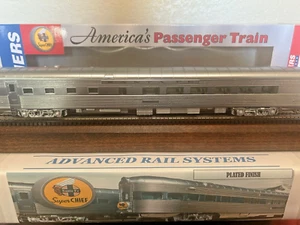 America's Passenger Train
ERS
ADVANCED RAIL SYSTEMS
Super CHIEF
PLATED FINISH